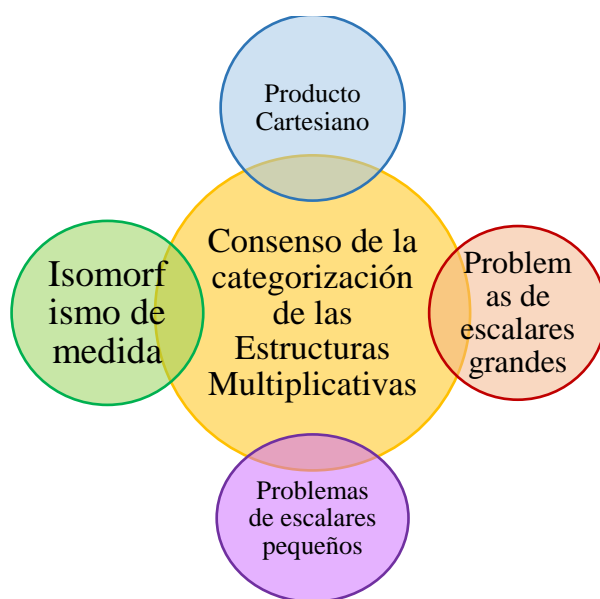 Producto
Cartesiano
Consenso de la
categorización
de las
Estructuras
Multiplicativas
Isomorf
ismo de
medida
Problem
as de
escalares
grandes
Problemas
de escalares
pequeños